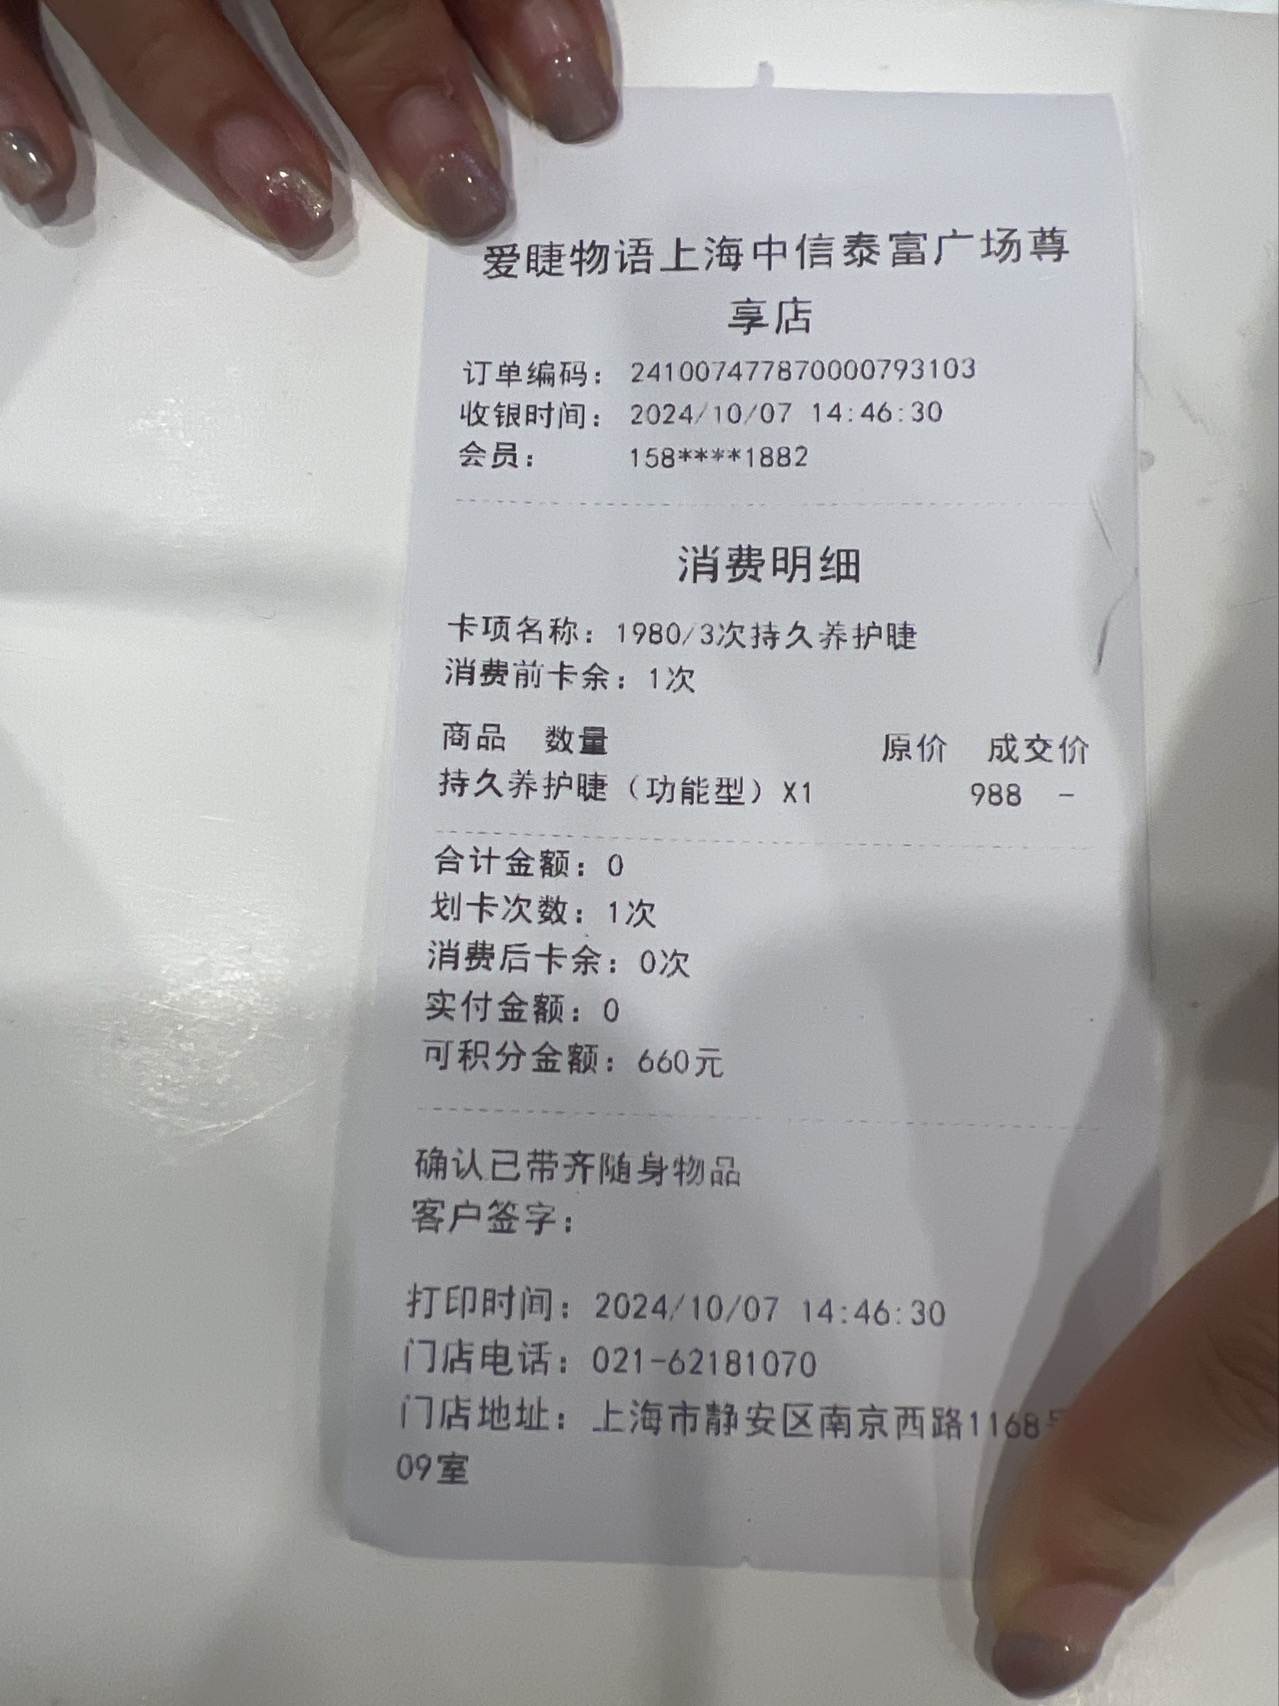 爱睫物语上海中信泰富广场尊
享店
订单编码：241007477870000793103
收银时间：2024/10/07 14:46:30
会员：158****1882
消费明细
卡项名称：1980/3次持久养护睫
消费前卡余：1次
商品 数量 原价 成交价
持久养护睫（功能型）X1 988 -
合计金额：0
划卡次数：1次
消费后卡余：0次
实付金额：0
可积分金额：660元
确认已带齐随身物品
客户签字：
打印时间：2024/10/07 14:46:30
门店电话：021-62181070
门店地址：上海市静安区南京西路1168号
09室